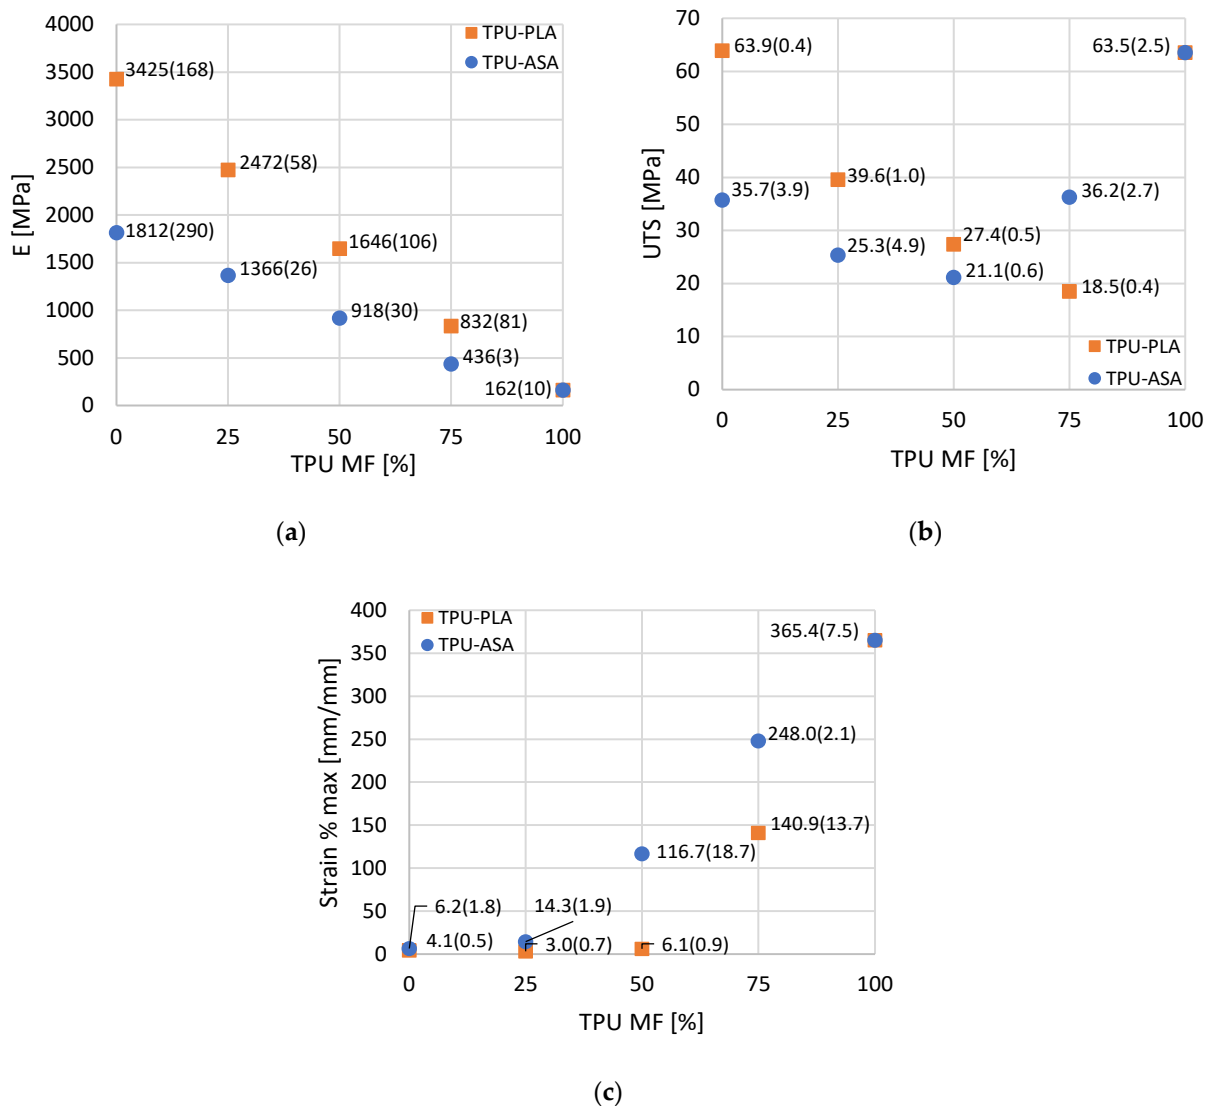 4000
3500
3000
2500
2000
1500
1000
500
0
E [MPa]
TPU-PLA
TPU-ASA
3425(168)
2472(58)
1812(290)
1646(106)
1366(26)
918(30)
832(81)
436(3)
162(10)
0 25 50 75 100
TPU MF [%]
(a)
70
60
50
40
30
20
10
0
UTS [MPa]
63.9(0.4)
63.5(2.5)
39.6(1.0)
35.7(3.9)
36.2(2.7)
25.3(4.9)
27.4(0.5)
21.1(0.6)
18.5(0.4)
TPU-PLA
TPU-ASA
0 25 50 75 100
TPU MF [%]
(b)
400
350
300
250
200
150
100
50
0
Strain % max [mm/mm]
TPU-PLA
TPU-ASA
365.4(7.5)
248.0(2.1)
140.9(13.7)
116.7(18.7)
6.2(1.8)
14.3(1.9)
4.1(0.5)
3.0(0.7)
6.1(0.9)
0 25 50 75 100
TPU MF [%]
(c)